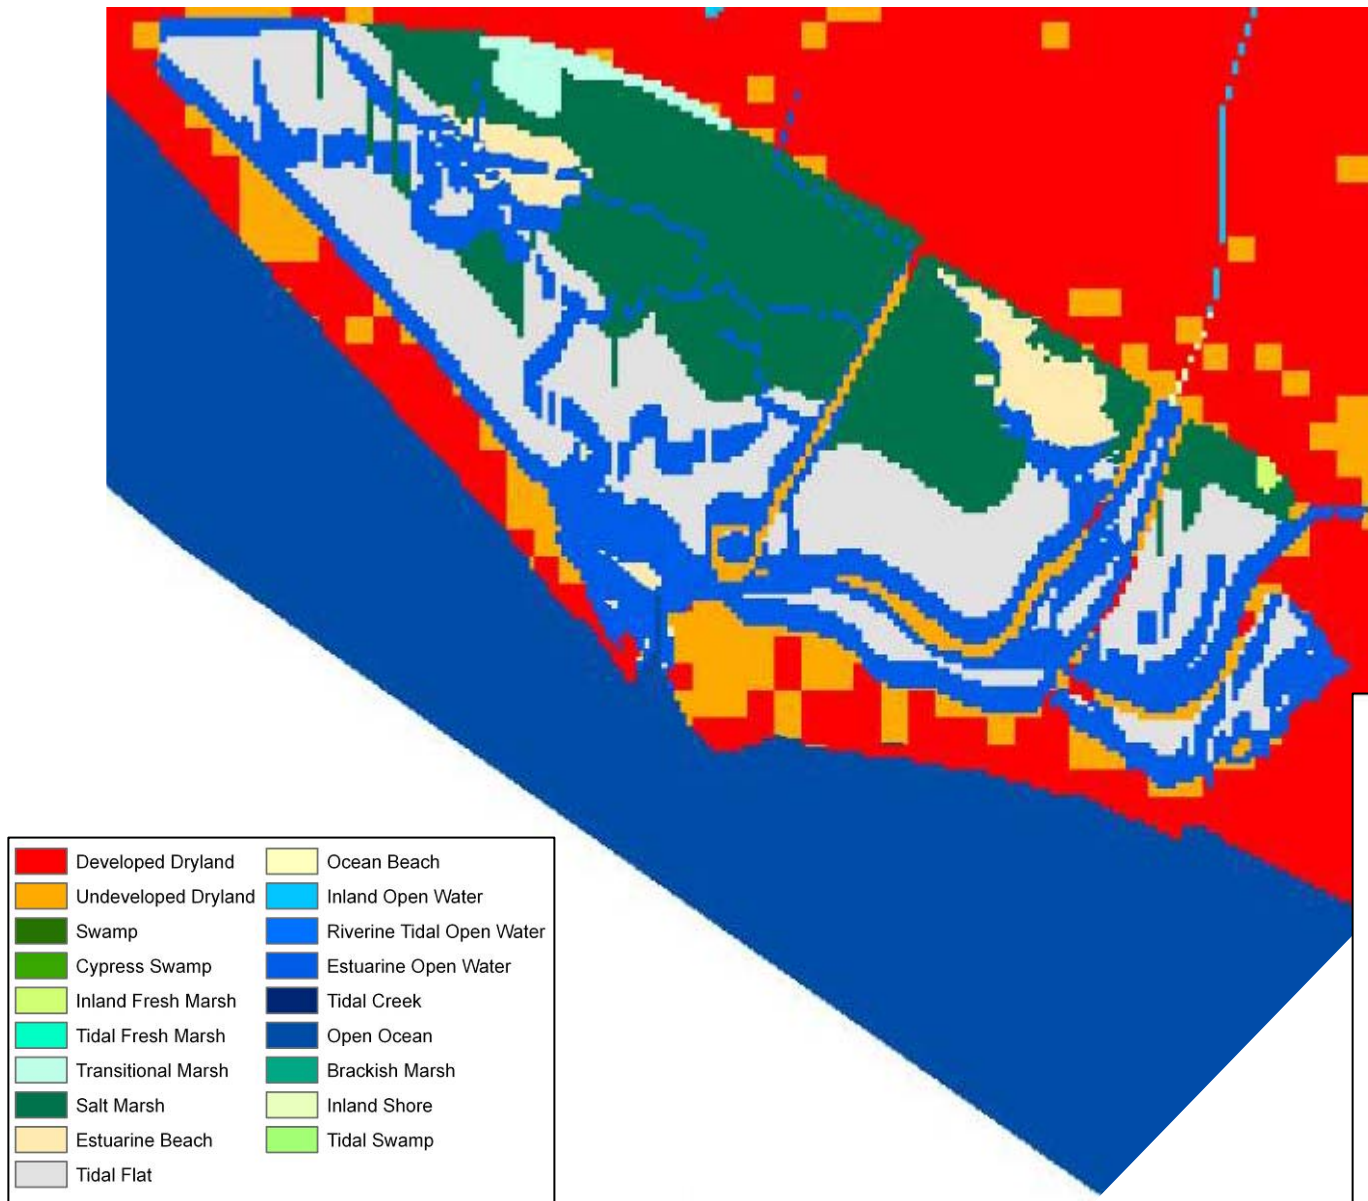 Developed Dryland
Undeveloped Dryland
Swamp
Cypress Swamp
Inland Fresh Marsh
Tidal Fresh Marsh
Transitional Marsh
Salt Marsh
Estuarine Beach
Tidal Flat
Ocean Beach
Inland Open Water
Riverine Tidal Open Water
Estuarine Open Water
Tidal Creek
Open Ocean
Brackish Marsh
Inland Shore
Tidal Swamp